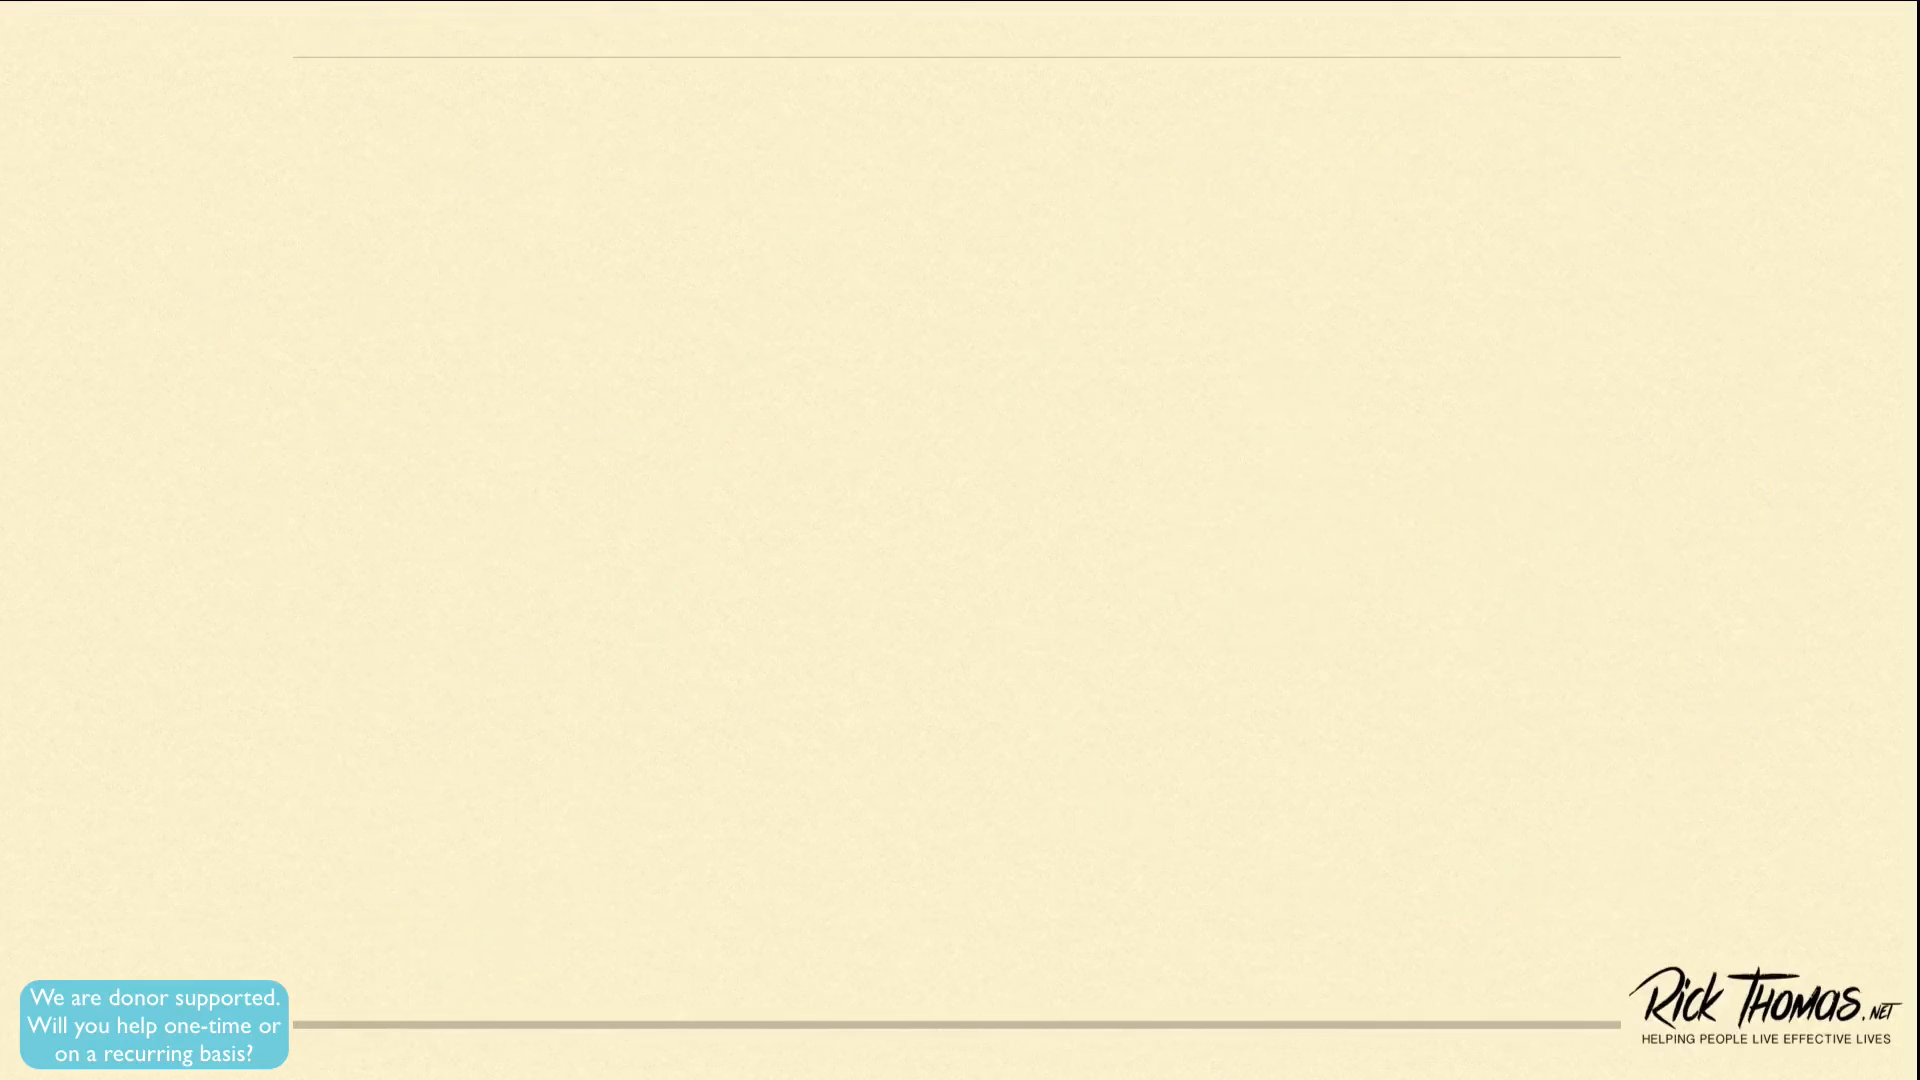 We are donor supported.
Will you help one-time or
on a recurring basis?
Rick Thomas.NET
HELPING PEOPLE LIVE EFFECTIVE LIVES